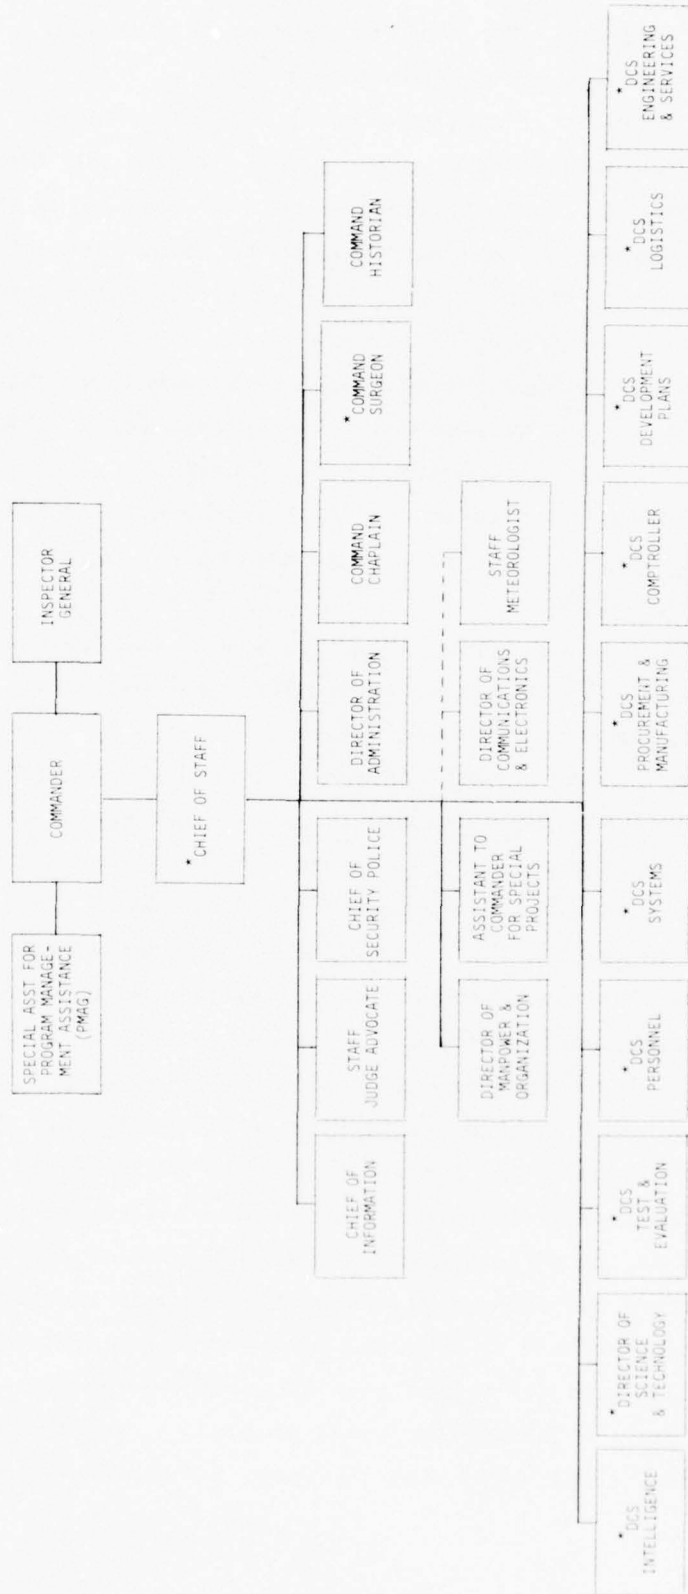 SPECIAL ASST FOR
PROGRAM MANAGE-
MENT ASSISTANCE
(PMAG)
COMMANDER
INSPECTOR
GENERAL
*CHIEF OF STAFF
CHIEF OF
INFORMATION
STAFF
JUDGE ADVOCATE
CHIEF OF
SECURITY POLICE
DIRECTOR OF
ADMINISTRATION
COMMAND
CHAPLAIN
*COMMAND
SURGEON
COMMAND
HISTORIAN
DIRECTOR OF
MANPOWER &
ORGANIZATION
ASSISTANT TO
COMMANDER
FOR SPECIAL
PROJECTS
DIRECTOR OF
COMMUNICATIONS
& ELECTRONICS
STAFF
METEOROLOGIST
*DCS
INTELLIGENCE
*DIRECTOR OF
SCIENCE
& TECHNOLOGY
*DCS
TEST &
EVALUATION
*DCS
PERSONNEL
*DCS
SYSTEMS
*DCS
PROCUREMENT &
MANUFACTURING
*DCS
COMPTROLLER
*DCS
DEVELOPMENT
PLANS
*DCS
LOGISTICS
*DCS
ENGINEERING
& SERVICES